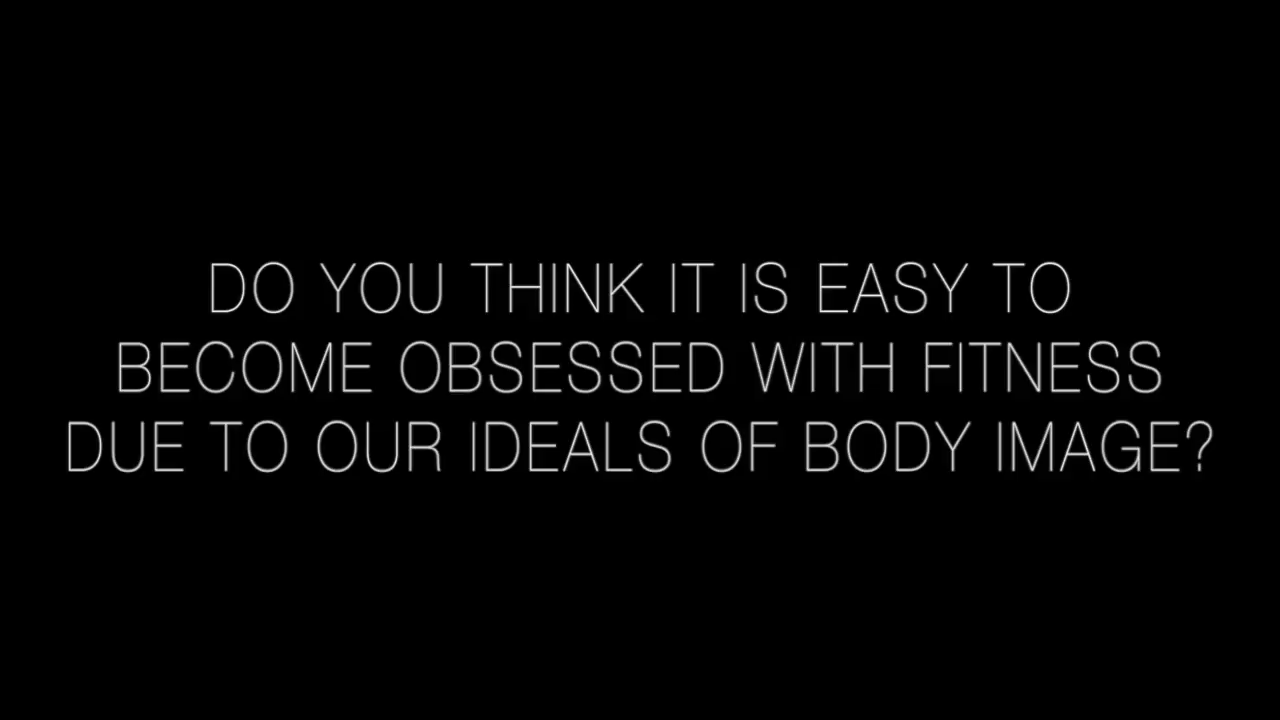 DO YOU THINK IT IS EASY TO
BECOME OBSESSED WITH FITNESS
DUE TO OUR IDEALS OF BODY IMAGE?